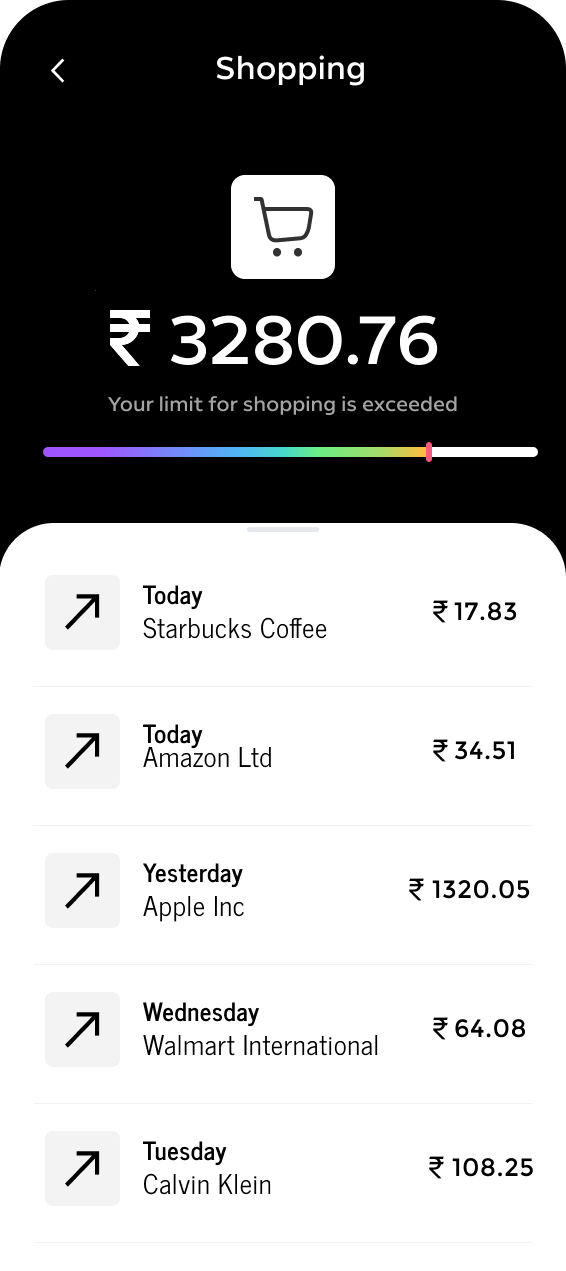 Shopping
₹ 3280.76
Your limit for shopping is exceeded
Today
Starbucks Coffee
₹ 17.83
Today
Amazon Ltd
₹ 34.51
Yesterday
Apple Inc
₹ 1320.05
Wednesday
Walmart International
₹ 64.08
Tuesday
Calvin Klein
₹ 108.25